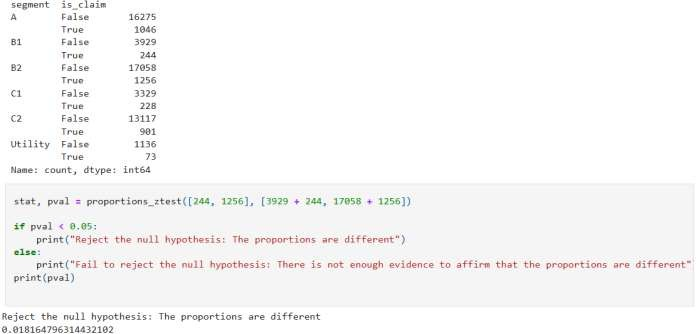 segment is_claim
A False 16275
True 1046
B1 False 3929
True 244
B2 False 17058
True 1256
C1 False 3329
True 228
C2 False 13117
True 901
Utility False 1136
True 73
Name: count, dtype: int64
stat, pval = proportions_ztest([244, 1256], [3929 + 244, 17058 + 1256])
if pval < 0.05:
    print("Reject the null hypothesis: The proportions are different")
else:
    print("Fail to reject the null hypothesis: There is not enough evidence to affirm that the proportions are different"
print(pval)
Reject the null hypothesis: The proportions are different
0.018164796314432102